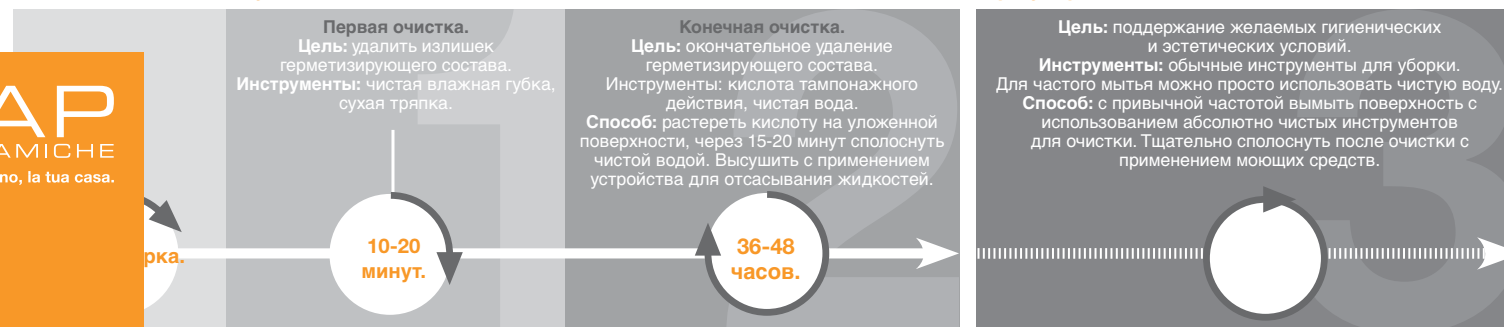 AP
AMICHE
no, la tua casa.
рка.
Первая очистка.
Цель: удалить излишек
герметизирующего состава.
Инструменты: чистая влажная губка,
сухая тряпка.
10-20
минут.
Конечная очистка.
Цель: окончательное удаление
герметизирующего состава.
Инструменты: кислота тампонажного
действия, чистая вода.
Способ: растереть кислоту на уложенной
поверхности, через 15-20 минут сполоснуть
чистой водой. Высушить с применением
устройства для отсасывания жидкостей.
36-48
часов.
Цель: поддержание желаемых гигиенических
и эстетических условий.
Инструменты: обычные инструменты для уборки.
Для частого мытья можно просто использовать чистую воду.
Способ: с привычной частотой вымыть поверхность с
использованием абсолютно чистых инструментов
для очистки. Тщательно сполоснуть после очистки с
применением моющих средств.
1
2
3